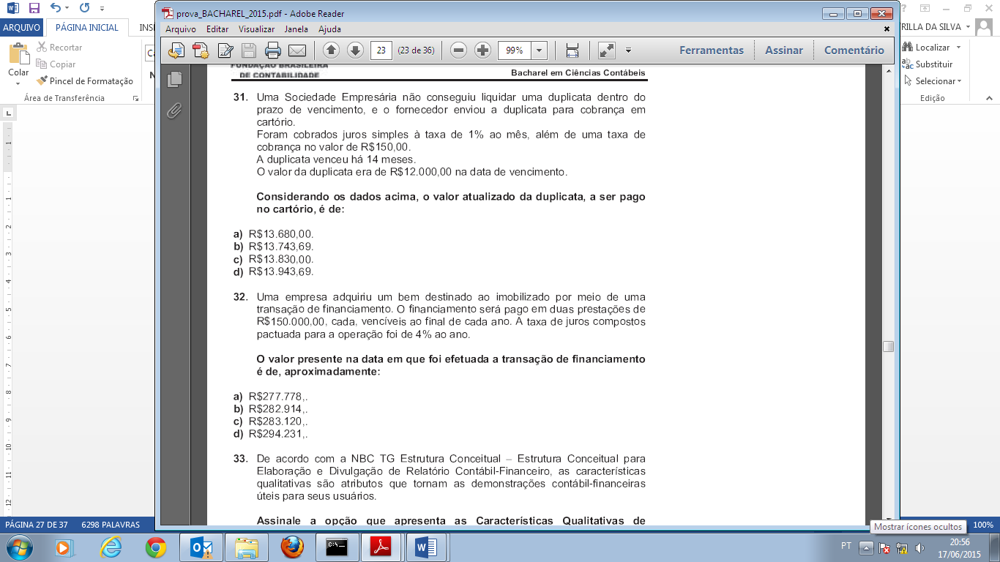 prova_BACHAREL_2015.pdf - Adobe Reader
ARQUIVO PÁGINA INICIAL
RILLA DA SILVA
Arquivo Editar Visualizar Janela Ajuda
23 (23 de 36) 99% Ferramentas Assinar Comentário
Recortar
Copiar
Pincel de Formatação
Colar
Área de Transferência
Localizar
Substituir
Selecionar
Edição
FUNDAÇÃO BRASILEIRA
DE CONTABILIDADE
Bacharel em Ciências Contábeis
31. Uma Sociedade Empresária não conseguiu liquidar uma duplicata dentro do
prazo de vencimento, e o fornecedor enviou a duplicata para cobrança em
cartório.
Foram cobrados juros simples à taxa de 1% ao mês, além de uma taxa de
cobrança no valor de R$150,00.
A duplicata venceu há 14 meses.
O valor da duplicata era de R$12.000,00 na data de vencimento.
Considerando os dados acima, o valor atualizado da duplicata, a ser pago
no cartório, é de:
a) R$13.680,00.
b) R$13.743,69.
c) R$13.830,00.
d) R$13.943,69.
32. Uma empresa adquiriu um bem destinado ao imobilizado por meio de uma
transação de financiamento. O financiamento será pago em duas prestações de
R$150.000,00, cada, vencíveis ao final de cada ano. A taxa de juros compostos
pactuada para a operação foi de 4% ao ano.
O valor presente na data em que foi efetuada a transação de financiamento
é de, aproximadamente:
a) R$277.778,.
b) R$282.914,.
c) R$283.120,.
d) R$294.231,.
33. De acordo com a NBC TG Estrutura Conceitual – Estrutura Conceitual para
Elaboração e Divulgação de Relatório Contábil-Financeiro, as características
qualitativas são atributos que tornam as demonstrações contábil-financeiras
úteis para seus usuários.
Assinale a opção que apresenta as Características Qualitativas de
PÁGINA 27 DE 37 6298 PALAVRAS
100%
Mostrar ícones ocultos
PT
20:56
17/06/2015